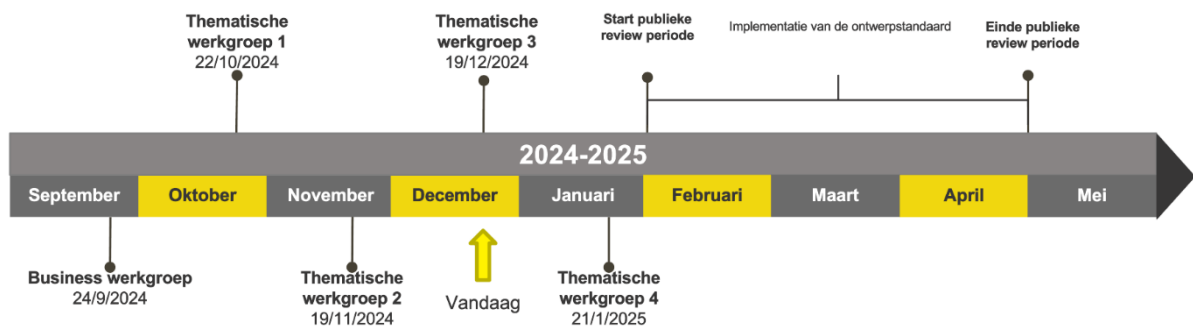 Thematische
werkgroep 1
22/10/2024
Thematische
werkgroep 3
19/12/2024
Start publieke
review periode
Implementatie van de ontwerpstandaard
Einde publieke
review periode
2024-2025
September
Oktober
November
December
Januari
Februari
Maart
April
Mei
Business werkgroep
24/9/2024
Thematische
werkgroep 2
19/11/2024
Vandaag
Thematische
werkgroep 4
21/1/2025